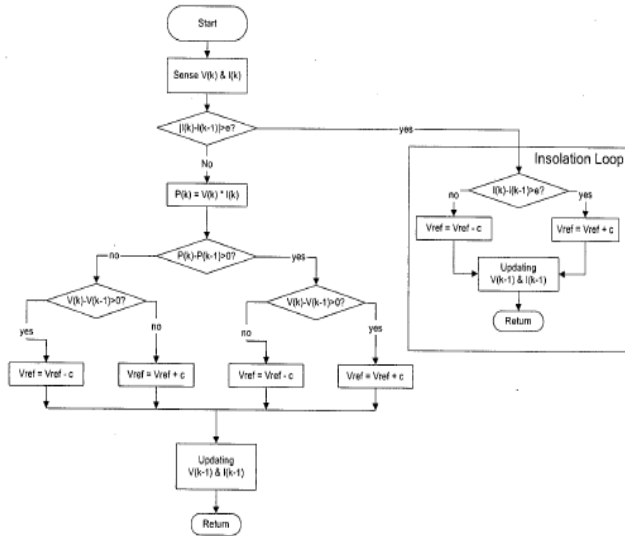 Start
Sense V(k) & I(k)
|I(k)-I(k-1)|>e?
yes
No
Insolation Loop
I(k)-I(k-1)>e?
no
yes
Vref = Vref - c
Vref = Vref + c
Updating
V(k-1) & I(k-1)
Return
P(k) = V(k) * I(k)
P(k)-P(k-1)>0?
no
yes
V(k)-V(k-1)>0?
V(k)-V(k-1)>0?
yes
no
no
yes
Vref = Vref - c
Vref = Vref + c
Vref = Vref - c
Vref = Vref + c
Updating
V(k-1) & I(k-1)
Return